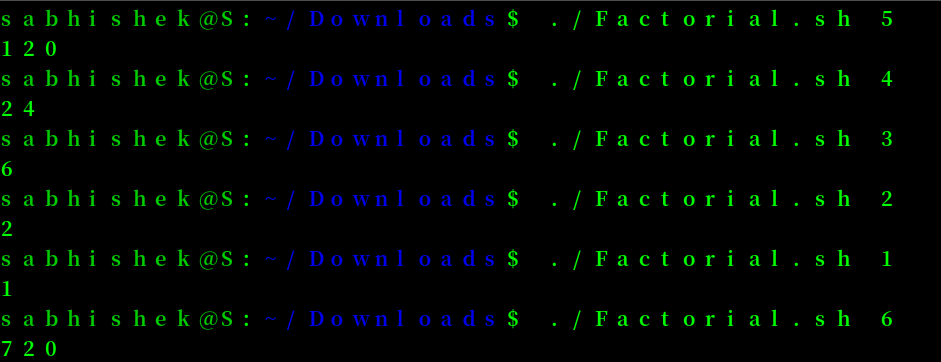 sabhishek@S:~/Downloads$ ./Factorial.sh 5
120
sabhishek@S:~/Downloads$ ./Factorial.sh 4
24
sabhishek@S:~/Downloads$ ./Factorial.sh 3
6
sabhishek@S:~/Downloads$ ./Factorial.sh 2
2
sabhishek@S:~/Downloads$ ./Factorial.sh 1
1
sabhishek@S:~/Downloads$ ./Factorial.sh 6
720